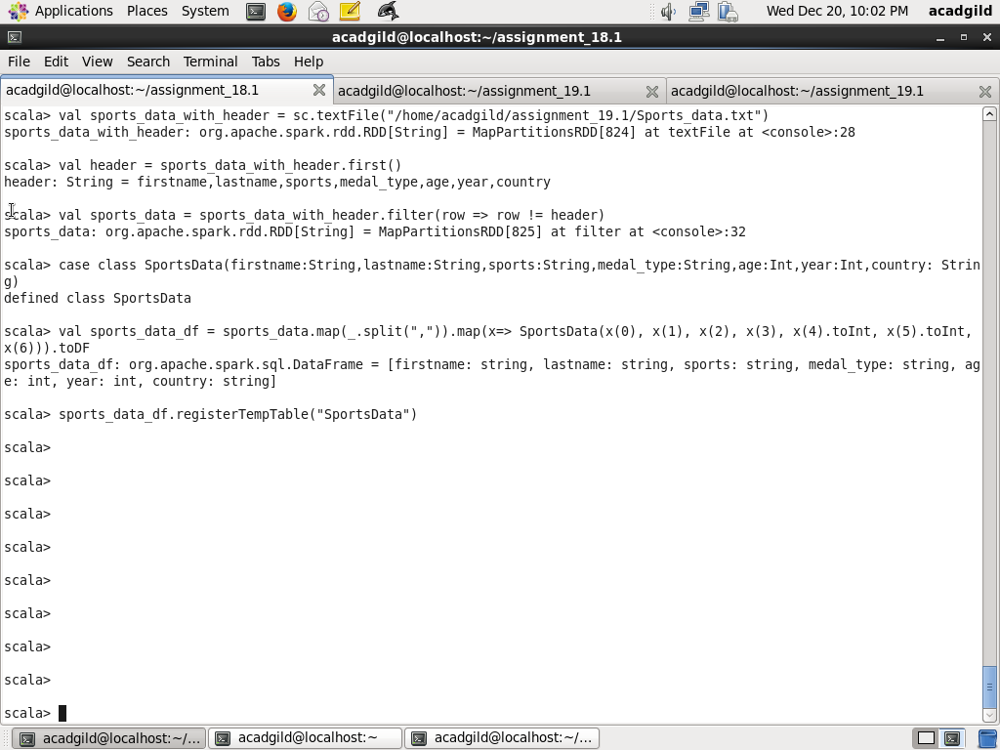 Applications Places System Wed Dec 20, 10:02 PM acadgild
acadgild@localhost:~/assignment_18.1
File Edit View Search Terminal Tabs Help
acadgild@localhost:~/assignment_18.1 acadgild@localhost:~/assignment_19.1 acadgild@localhost:~/assignment_19.1
scala> val sports_data_with_header = sc.textFile("/home/acadgild/assignment_19.1/Sports_data.txt")
sports_data_with_header: org.apache.spark.rdd.RDD[String] = MapPartitionsRDD[824] at textFile at <console>:28
scala> val header = sports_data_with_header.first()
header: String = firstname,lastname,sports,medal_type,age,year,country
scala> val sports_data = sports_data_with_header.filter(row => row != header)
sports_data: org.apache.spark.rdd.RDD[String] = MapPartitionsRDD[825] at filter at <console>:32
scala> case class SportsData(firstname:String,lastname:String,sports:String,medal_type:String,age:Int,year:Int,country: Strin
g)
defined class SportsData
scala> val sports_data_df = sports_data.map(_.split(",")).map(x=> SportsData(x(0), x(1), x(2), x(3), x(4).toInt, x(5).toInt,
x(6))).toDF
sports_data_df: org.apache.spark.sql.DataFrame = [firstname: string, lastname: string, sports: string, medal_type: string, ag
e: int, year: int, country: string]
scala> sports_data_df.registerTempTable("SportsData")
scala>
scala>
scala>
scala>
scala>
scala>
scala>
scala>
scala>
acadgild@localhost:~/... acadgild@localhost:~ acadgild@localhost:~/...